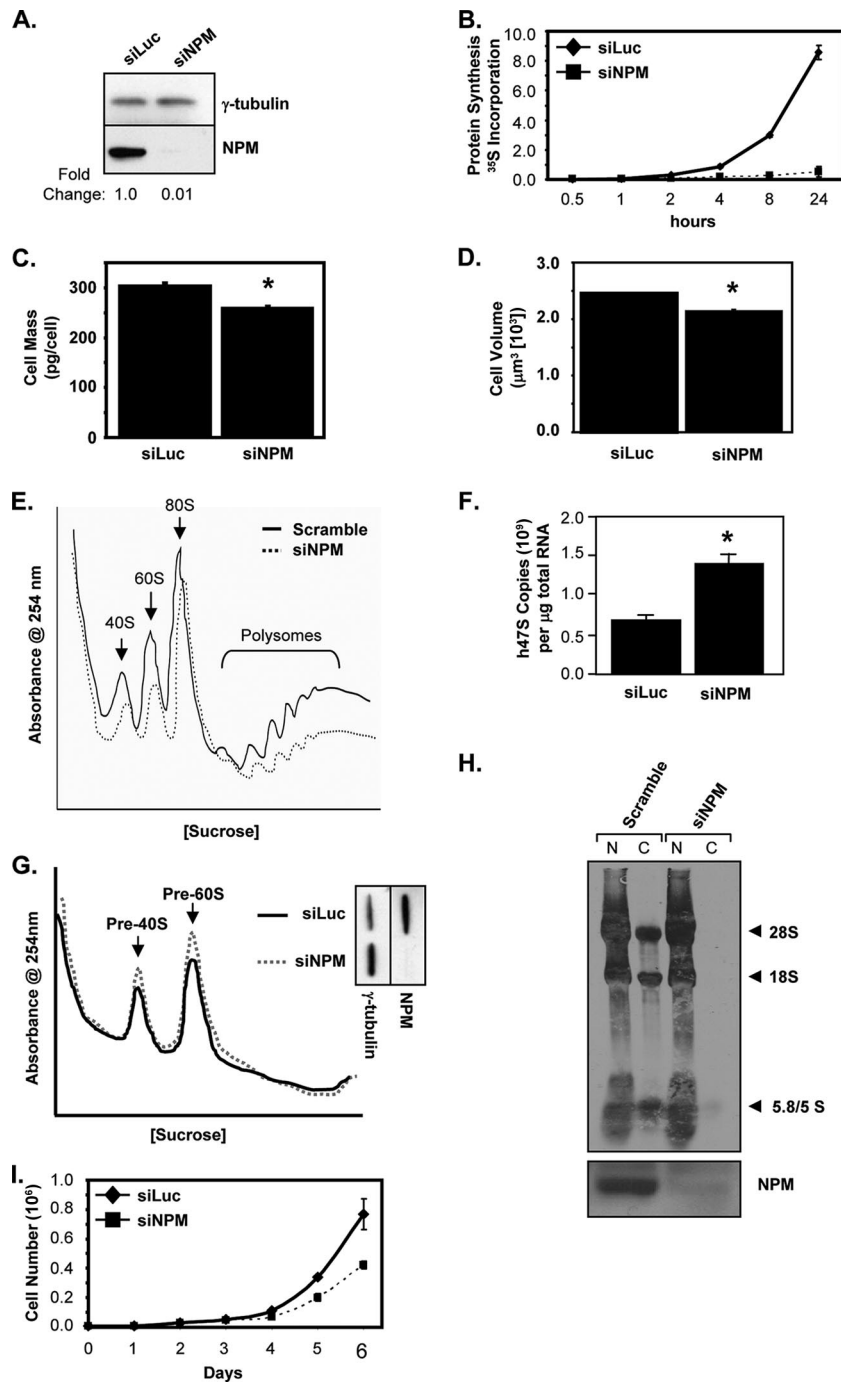 A.
siLuc siNPM
γ-tubulin
NPM
Fold
Change: 1.0 0.01
B.
Protein Synthesis
³⁵S Incorporation
10.0
8.0
6.0
4.0
2.0
0.0
siLuc
siNPM
0.5 1 2 4 8 24
hours
C.
Cell Mass
(pg/cell)
300
200
100
0
*
siLuc siNPM
D.
Cell Volume
(μm³ [10³])
3.0
2.0
1.0
0.0
*
siLuc siNPM
E.
Absorbance @ 254 nm
40S
60S
80S
Scramble
siNPM
Polysomes
[Sucrose]
F.
h47S Copies (10⁹)
per μg total RNA
2.0
1.5
1.0
0.5
0.0
*
siLuc siNPM
G.
Absorbance @ 254nm
Pre-40S
Pre-60S
siLuc
siNPM
γ-tubulin
NPM
[Sucrose]
H.
Scramble siNPM
N C N C
28S
18S
5.8/5 S
NPM
I.
Cell Number (10⁶)
1.0
0.8
0.6
0.4
0.2
0.0
siLuc
siNPM
0 1 2 3 4 5 6
Days